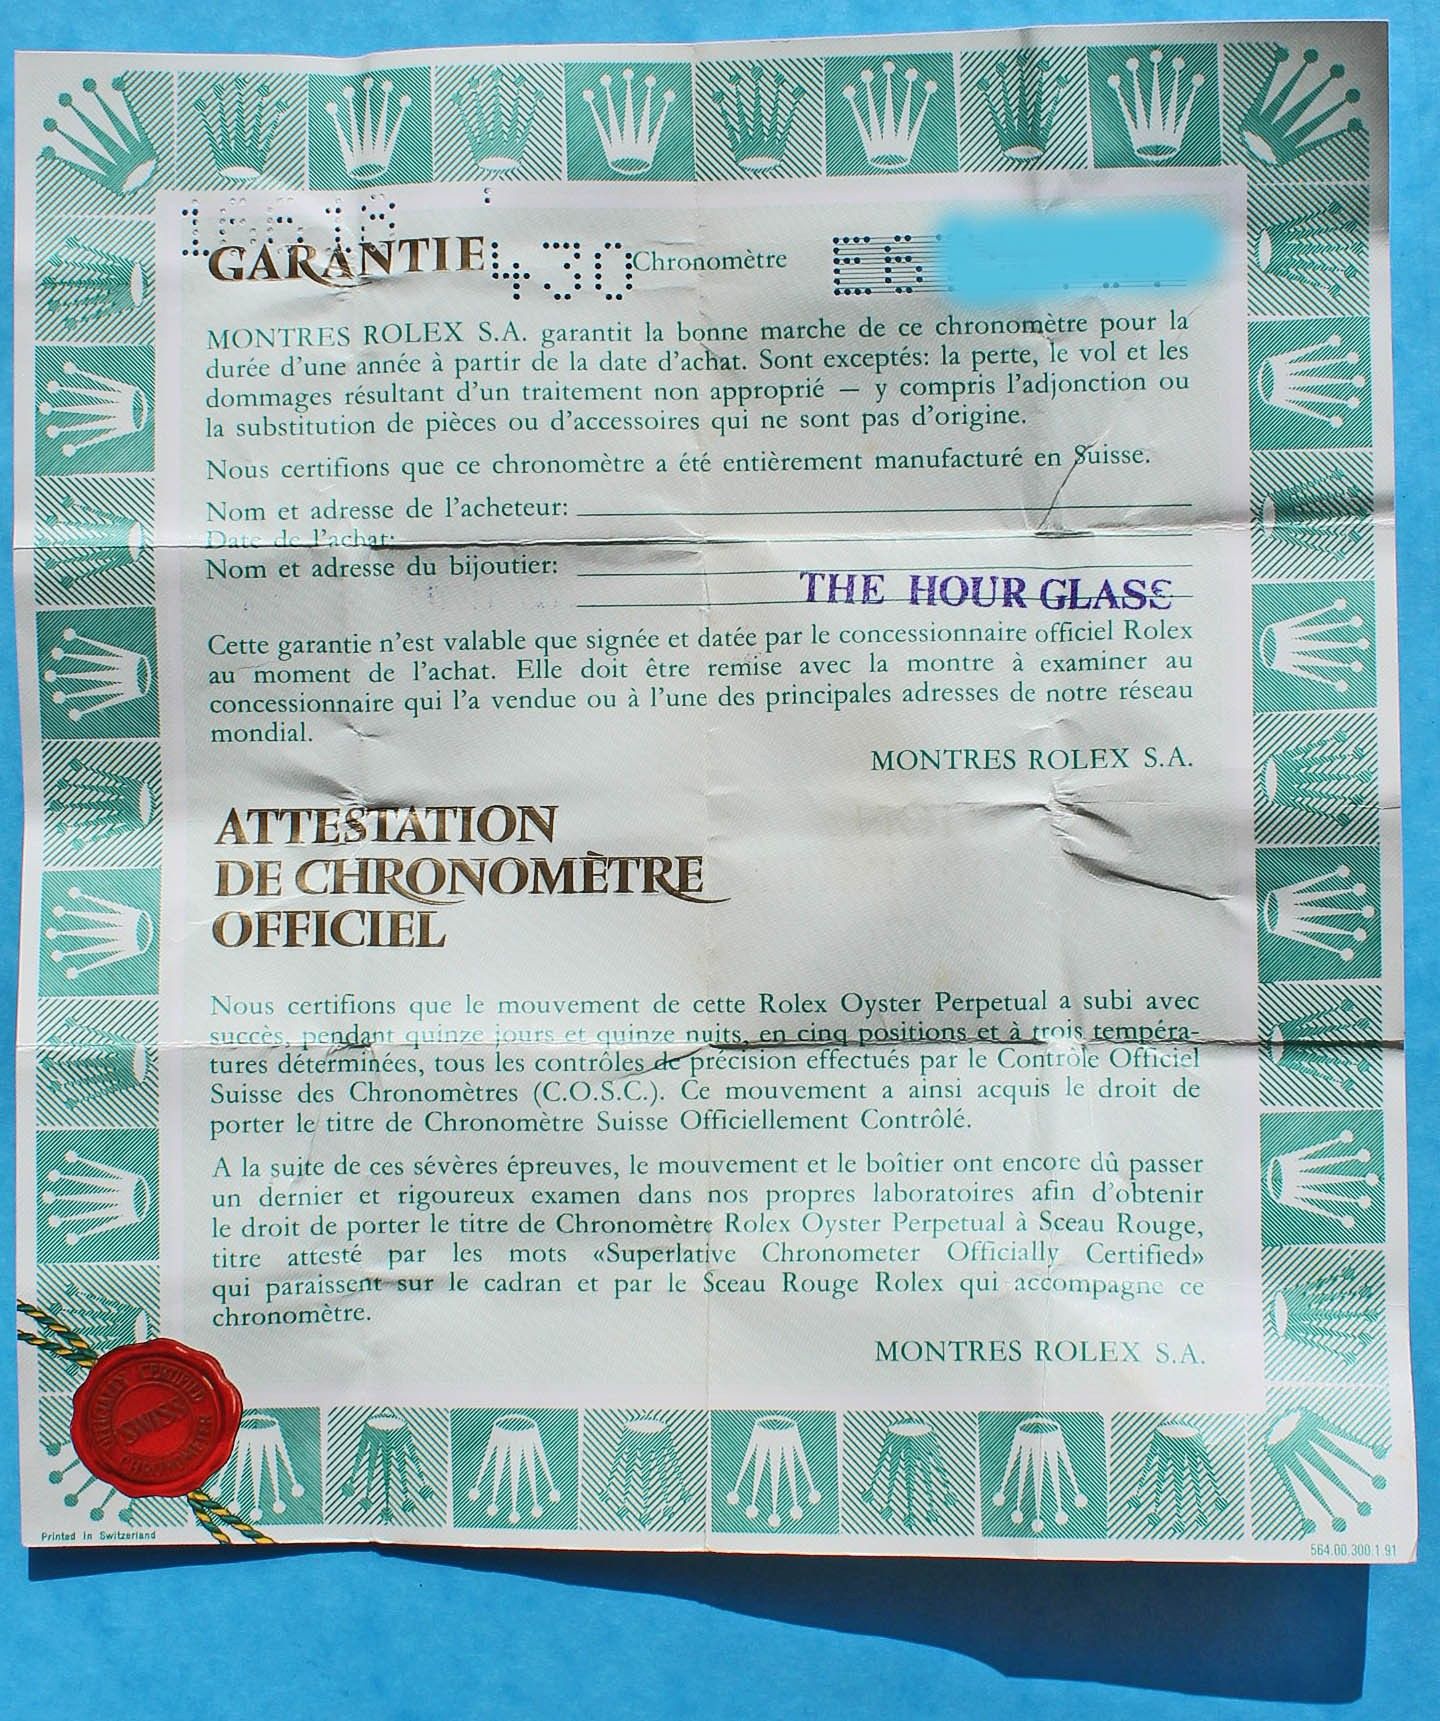 16518
GARANTIE 430 Chronomètre E6
MONTRES ROLEX S.A. garantit la bonne marche de ce chronomètre pour la
durée d'une année à partir de la date d'achat. Sont exceptés: la perte, le vol et les
dommages résultant d'un traitement non approprié — y compris l'adjonction ou
la substitution de pièces ou d'accessoires qui ne sont pas d'origine.
Nous certifions que ce chronomètre a été entièrement manufacturé en Suisse.
Nom et adresse de l'acheteur:
Date de l'achat:
Nom et adresse du bijoutier:
THE HOUR GLASS
Cette garantie n'est valable que signée et datée par le concessionnaire officiel Rolex
au moment de l'achat. Elle doit être remise avec la montre à examiner au
concessionnaire qui l'a vendue ou à l'une des principales adresses de notre réseau
mondial.
MONTRES ROLEX S.A.
ATTESTATION
DE CHRONOMÈTRE
OFFICIEL
Nous certifions que le mouvement de cette Rolex Oyster Perpetual a subi avec
succès, pendant quinze jours et quinze nuits, en cinq positions et à trois tempéra-
tures déterminées, tous les contrôles de précision effectués par le Contrôle Officiel
Suisse des Chronomètres (C.O.S.C.). Ce mouvement a ainsi acquis le droit de
porter le titre de Chronomètre Suisse Officiellement Contrôlé.
A la suite de ces sévères épreuves, le mouvement et le boîtier ont encore dû passer
un dernier et rigoureux examen dans nos propres laboratoires afin d'obtenir
le droit de porter le titre de Chronomètre Rolex Oyster Perpetual à Sceau Rouge,
titre attesté par les mots «Superlative Chronometer Officially Certified»
qui paraissent sur le cadran et par le Sceau Rouge Rolex qui accompagne ce
chronomètre.
MONTRES ROLEX S.A.
OFFICIALLY CERTIFIED
SWISS
CHRONOMETER
Printed in Switzerland
564.00.300.1.91